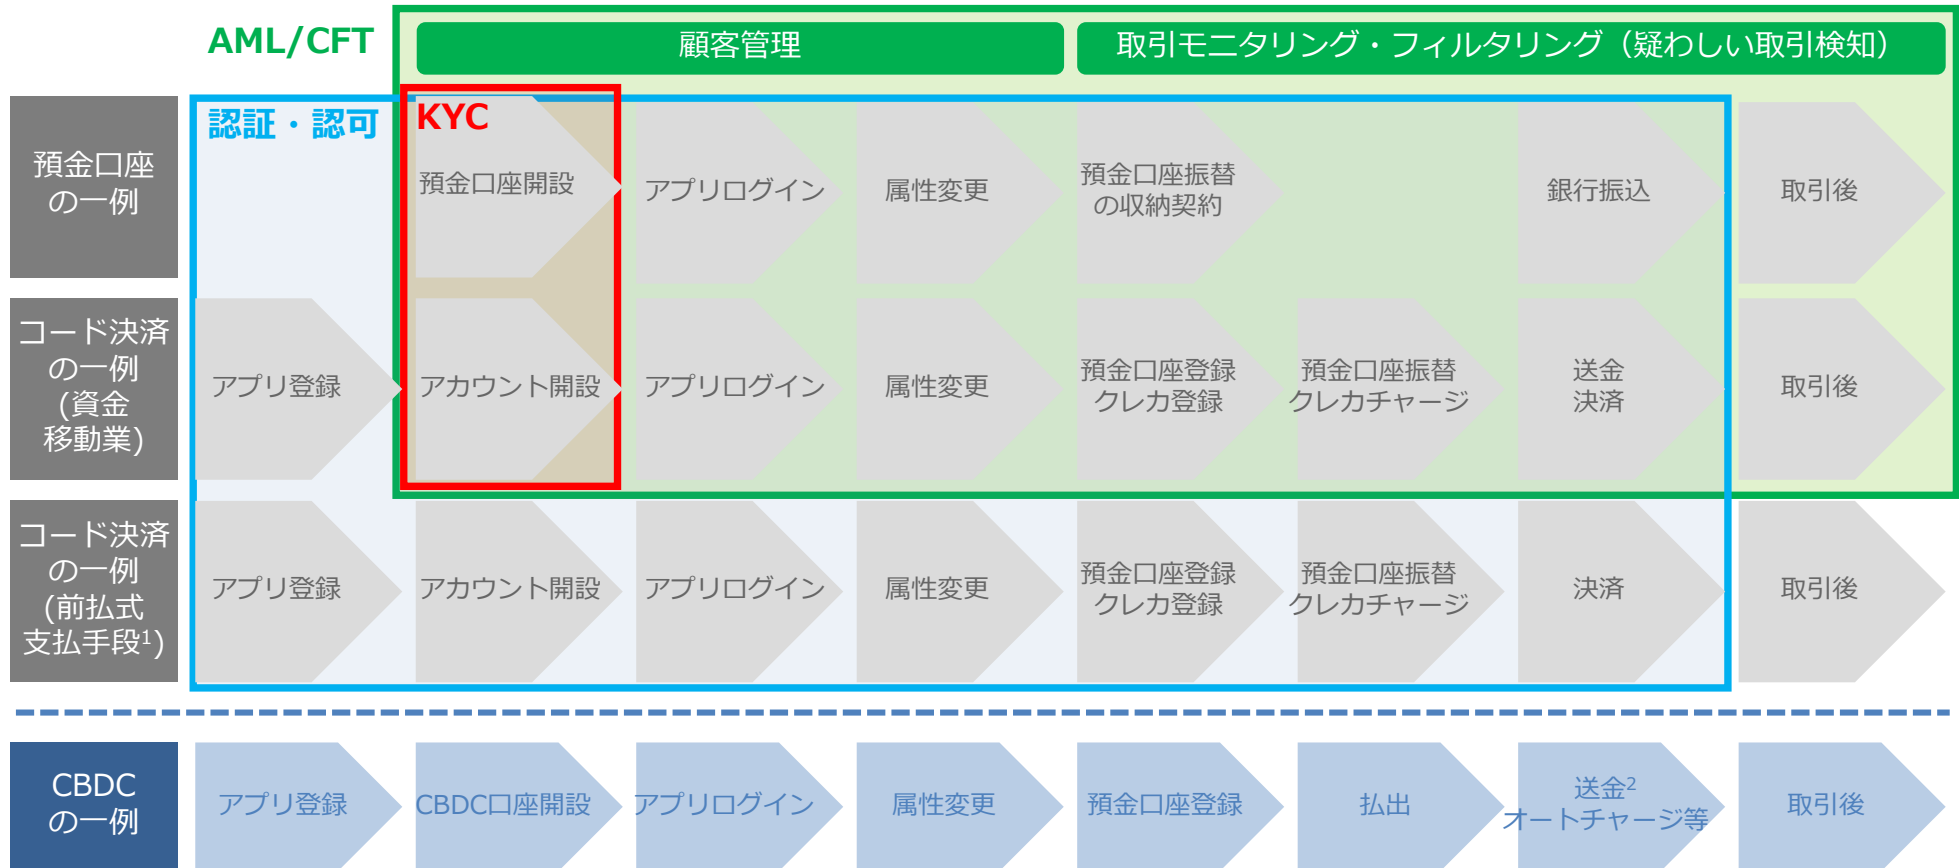 AML/CFT
顧客管理
取引モニタリング・フィルタリング（疑わしい取引検知）
認証・認可
KYC
預金口座
の一例
預金口座開設
アプリログイン
属性変更
預金口座振替
の収納契約
銀行振込
取引後
コード決済
の一例
(資金
移動業)
アプリ登録
アカウント開設
アプリログイン
属性変更
預金口座登録
クレカ登録
預金口座振替
クレカチャージ
送金
決済
取引後
コード決済
の一例
(前払式
支払手段1)
アプリ登録
アカウント開設
アプリログイン
属性変更
預金口座登録
クレカ登録
預金口座振替
クレカチャージ
決済
取引後
CBDC
の一例
アプリ登録
CBDC口座開設
アプリログイン
属性変更
預金口座登録
払出
送金2
オートチャージ等
取引後